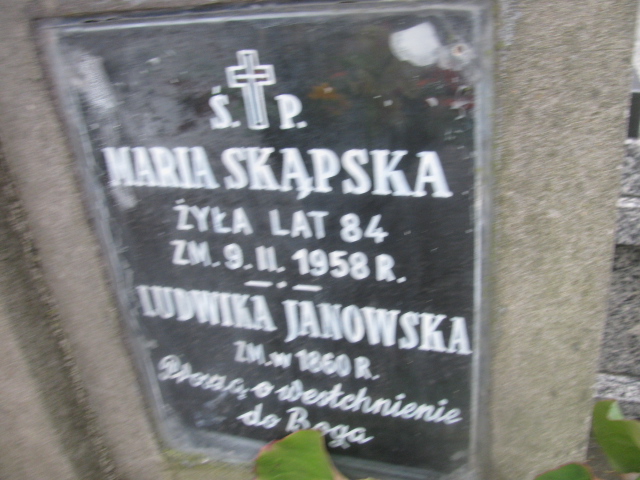 Ś. P.
MARIA SKĄPSKA
ŻYŁA LAT 84
ZM. 9. II. 1958 R.
LUDWIKA JANOWSKA
ZM. w 1860 R.
Proszą o westchnienie
do Boga